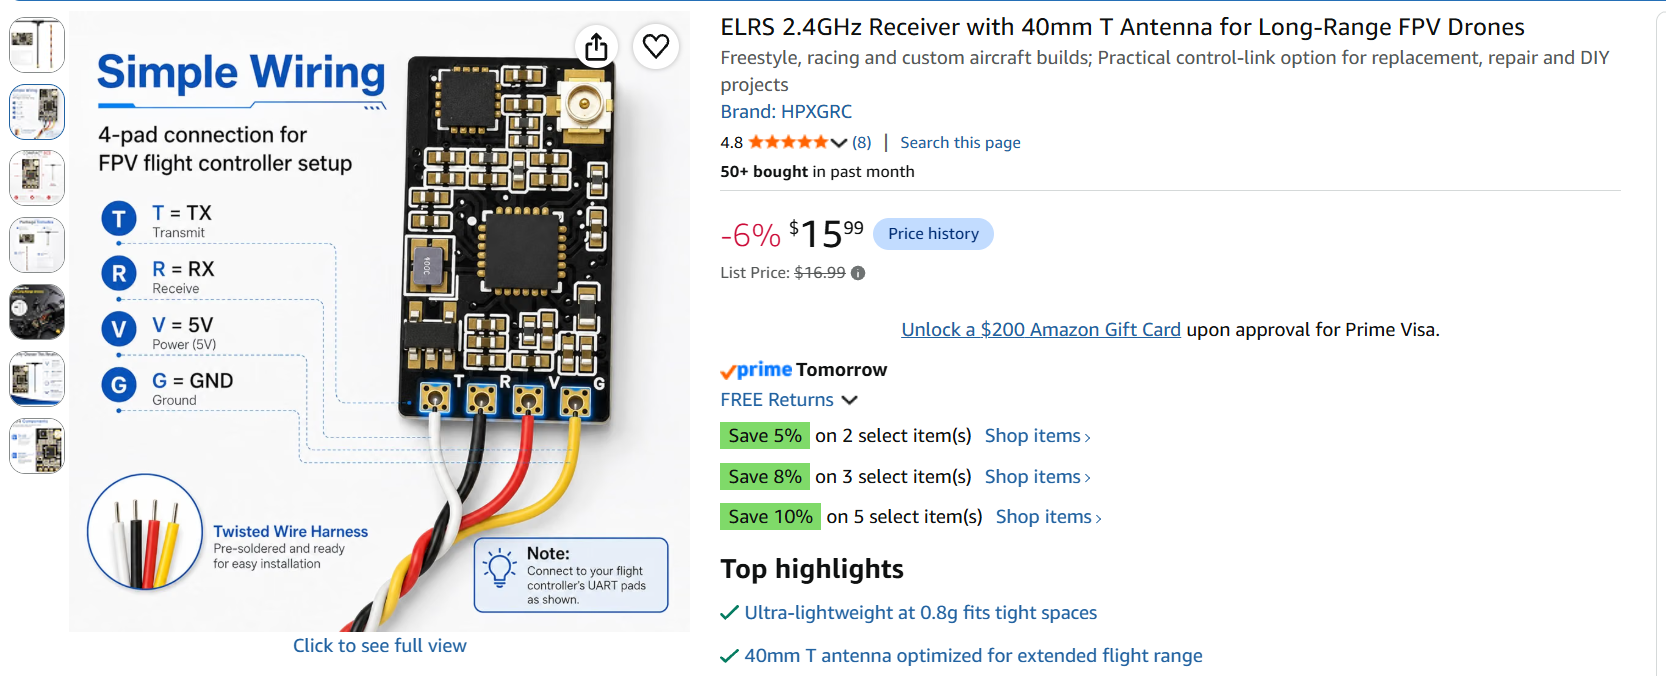 Simple Wiring
4-pad connection for
FPV flight controller setup
T
T = TX
Transmit
R
R = RX
Receive
V
V = 5V
Power (5V)
G
G = GND
Ground
T R V G
Twisted Wire Harness
Pre-soldered and ready
for easy installation
Note:
Connect to your flight
controller's UART pads
as shown.
Click to see full view
ELRS 2.4GHz Receiver with 40mm T Antenna for Long-Range FPV Drones
Freestyle, racing and custom aircraft builds; Practical control-link option for replacement, repair and DIY
projects
Brand: HPXGRC
4.8 (8) | Search this page
50+ bought in past month
-6% $15.99 Price history
List Price: $16.99
Unlock a $200 Amazon Gift Card upon approval for Prime Visa.
prime Tomorrow
FREE Returns
Save 5% on 2 select item(s) Shop items ›
Save 8% on 3 select item(s) Shop items ›
Save 10% on 5 select item(s) Shop items ›
Top highlights
Ultra-lightweight at 0.8g fits tight spaces
40mm T antenna optimized for extended flight range